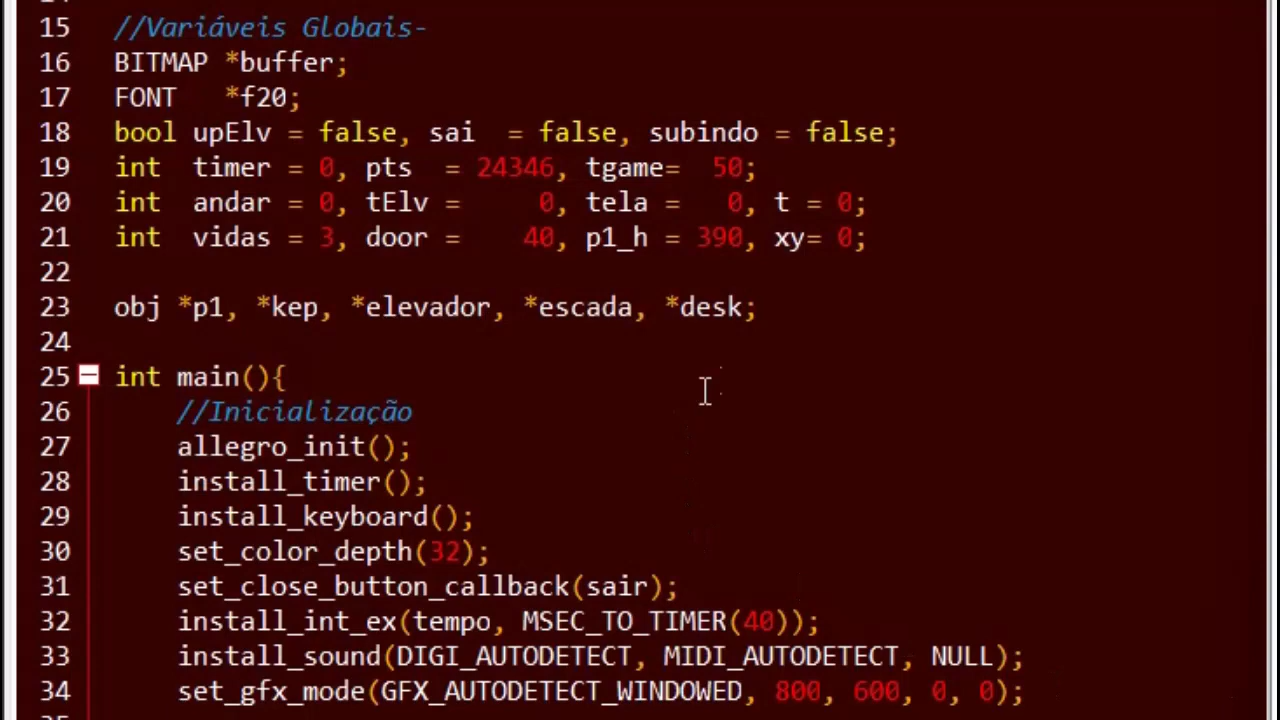 15 //Variáveis Globais-
16 BITMAP *buffer;
17 FONT   *f20;
18 bool upElv = false, sai  = false, subindo = false;
19 int  timer = 0, pts  = 24346, tgame=  50;
20 int  andar = 0, tElv =     0, tela =   0, t = 0;
21 int  vidas = 3, door =    40, p1_h = 390, xy= 0;
22
23 obj *p1, *kep, *elevador, *escada, *desk;
24
25 int main(){
26     //Inicialização
27     allegro_init();
28     install_timer();
29     install_keyboard();
30     set_color_depth(32);
31     set_close_button_callback(sair);
32     install_int_ex(tempo, MSEC_TO_TIMER(40));
33     install_sound(DIGI_AUTODETECT, MIDI_AUTODETECT, NULL);
34     set_gfx_mode(GFX_AUTODETECT_WINDOWED, 800, 600, 0, 0);